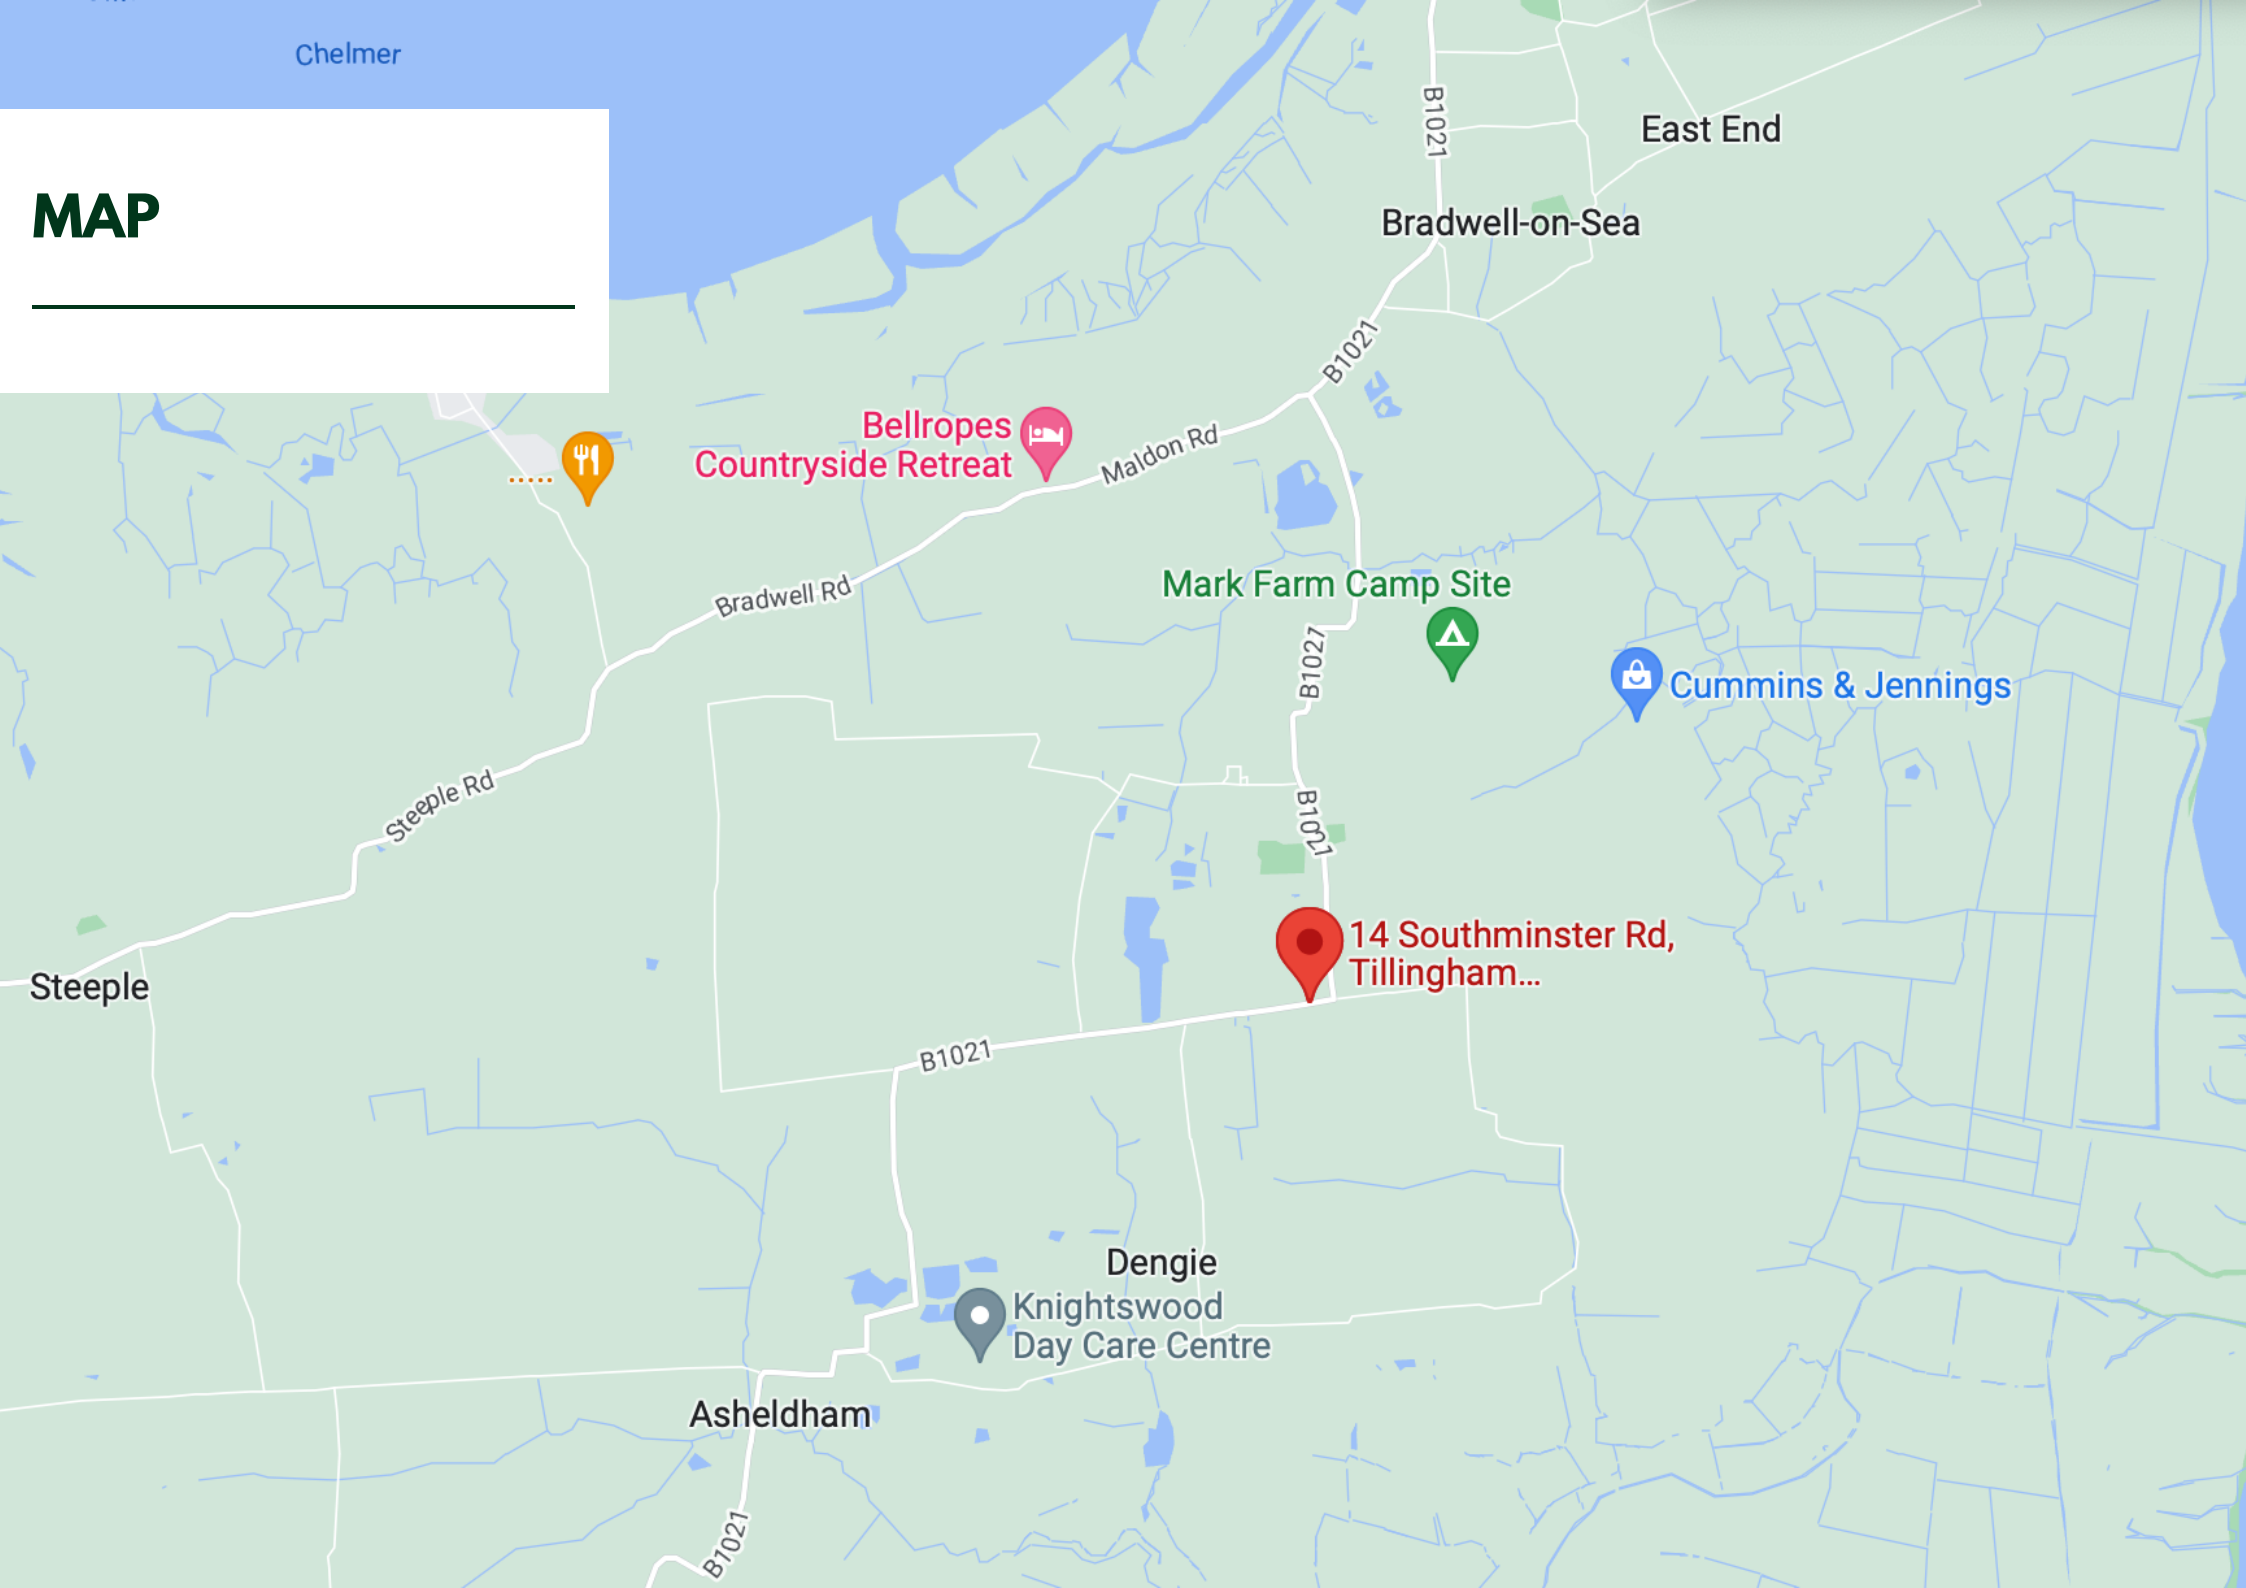 Chelmer
MAP
B1021
East End
Bradwell-on-Sea
B1021
Bellropes
Countryside Retreat
Maldon Rd
Bradwell Rd
Mark Farm Camp Site
B1021
Cummins & Jennings
Steeple Rd
B1021
14 Southminster Rd,
Tillingham...
Steeple
B1021
Dengie
Knightswood
Day Care Centre
Asheldham
B1021